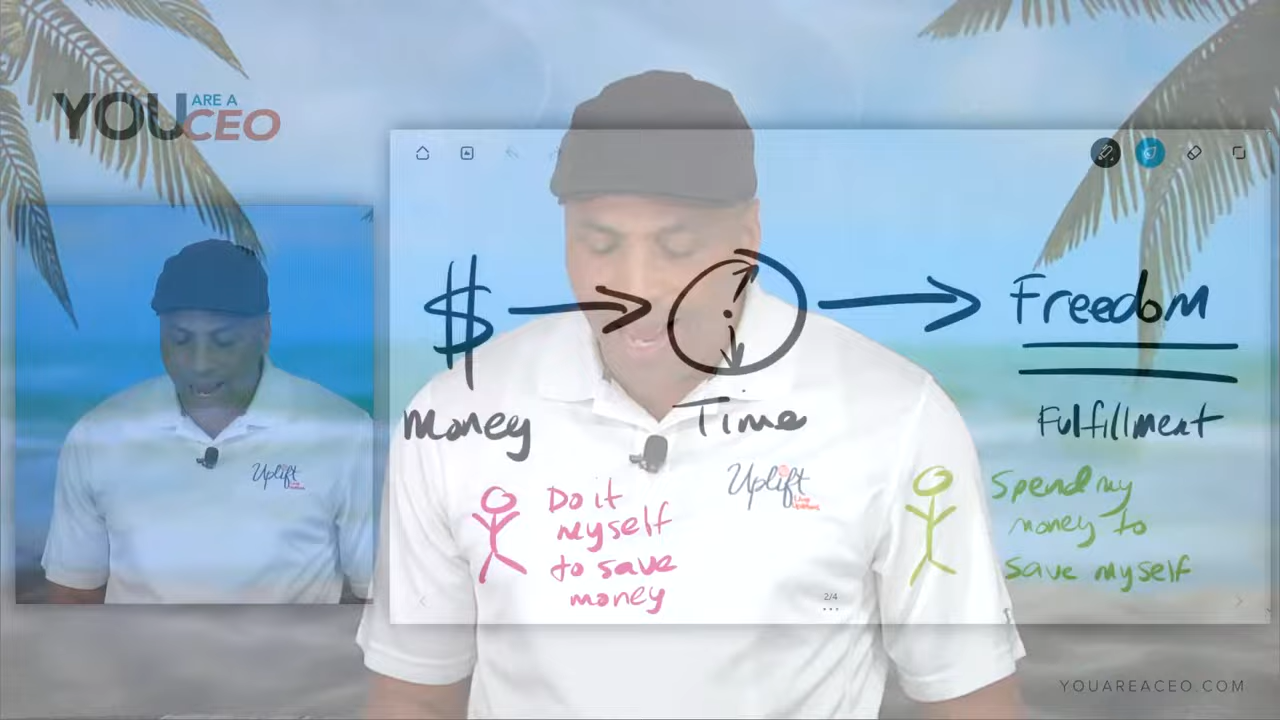 YOU ARE A CEO
$
Money
Time
Freedom
Fulfillment
Do it
myself
to save
money
Spend my
money to
save myself
Uplift
Uplift
2/4
YOUAREACEO.COM